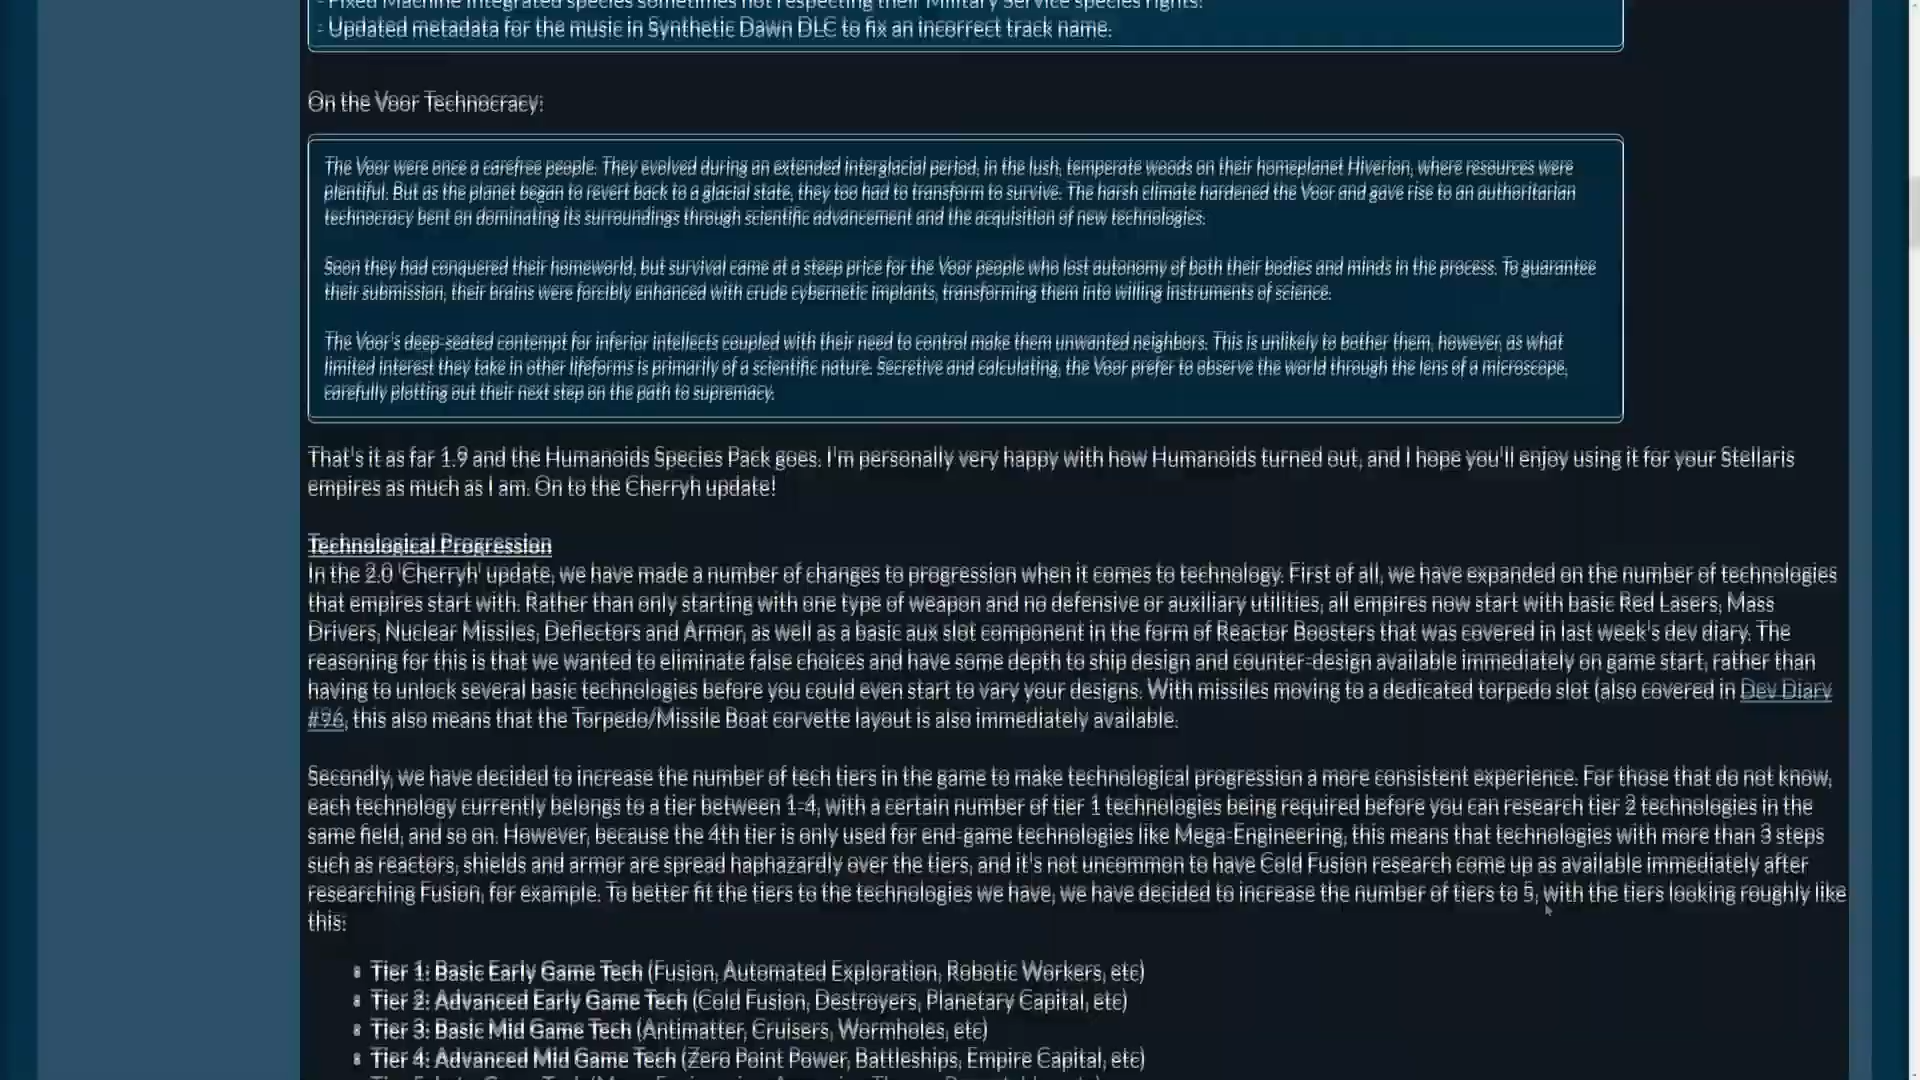 - Fixed Machine Integrated species sometimes not respecting their Military Service species rights.
- Updated metadata for the music in Synthetic Dawn DLC to fix an incorrect track name.
On the Voor Technocracy:
The Voor were once a carefree people. They evolved during an extended interglacial period, in the lush, temperate woods on their homeplanet Hiverion, where resources were
plentiful. But as the planet began to revert back to a glacial state, they too had to transform to survive. The harsh climate hardened the Voor and gave rise to an authoritarian
technocracy bent on dominating its surroundings through scientific advancement and the acquisition of new technologies.
Soon they had conquered their homeworld, but survival came at a steep price for the Voor people who lost autonomy of both their bodies and minds in the process. To guarantee
their submission, their brains were forcibly enhanced with crude cybernetic implants, transforming them into willing instruments of science.
The Voor's deep-seated contempt for inferior intellects coupled with their need to control make them unwanted neighbors. This is unlikely to bother them, however, as what
limited interest they take in other lifeforms is primarily of a scientific nature. Secretive and calculating, the Voor prefer to observe the world through the lens of a microscope,
carefully plotting out their next step on the path to supremacy.
That's it as far 1.9 and the Humanoids Species Pack goes. I'm personally very happy with how Humanoids turned out, and I hope you'll enjoy using it for your Stellaris
empires as much as I am. On to the Cherryh update!
Technological Progression
In the 2.0 'Cherryh' update, we have made a number of changes to progression when it comes to technology. First of all, we have expanded on the number of technologies
that empires start with. Rather than only starting with one type of weapon and no defensive or auxiliary utilities, all empires now start with basic Red Lasers, Mass
Drivers, Nuclear Missiles, Deflectors and Armor, as well as a basic aux slot component in the form of Reactor Boosters that was covered in last week's dev diary. The
reasoning for this is that we wanted to eliminate false choices and have some depth to ship design and counter-design available immediately on game start, rather than
having to unlock several basic technologies before you could even start to vary your designs. With missiles moving to a dedicated torpedo slot (also covered in Dev Diary
#96, this also means that the Torpedo/Missile Boat corvette layout is also immediately available.
Secondly, we have decided to increase the number of tech tiers in the game to make technological progression a more consistent experience. For those that do not know,
each technology currently belongs to a tier between 1-4, with a certain number of tier 1 technologies being required before you can research tier 2 technologies in the
same field, and so on. However, because the 4th tier is only used for end-game technologies like Mega-Engineering, this means that technologies with more than 3 steps
such as reactors, shields and armor are spread haphazardly over the tiers, and it's not uncommon to have Cold Fusion research come up as available immediately after
researching Fusion, for example. To better fit the tiers to the technologies we have, we have decided to increase the number of tiers to 5, with the tiers looking roughly like
this:
• Tier 1: Basic Early Game Tech (Fusion, Automated Exploration, Robotic Workers, etc)
• Tier 2: Advanced Early Game Tech (Cold Fusion, Destroyers, Planetary Capital, etc)
• Tier 3: Basic Mid Game Tech (Antimatter, Cruisers, Wormholes, etc)
• Tier 4: Advanced Mid Game Tech (Zero Point Power, Battleships, Empire Capital, etc)